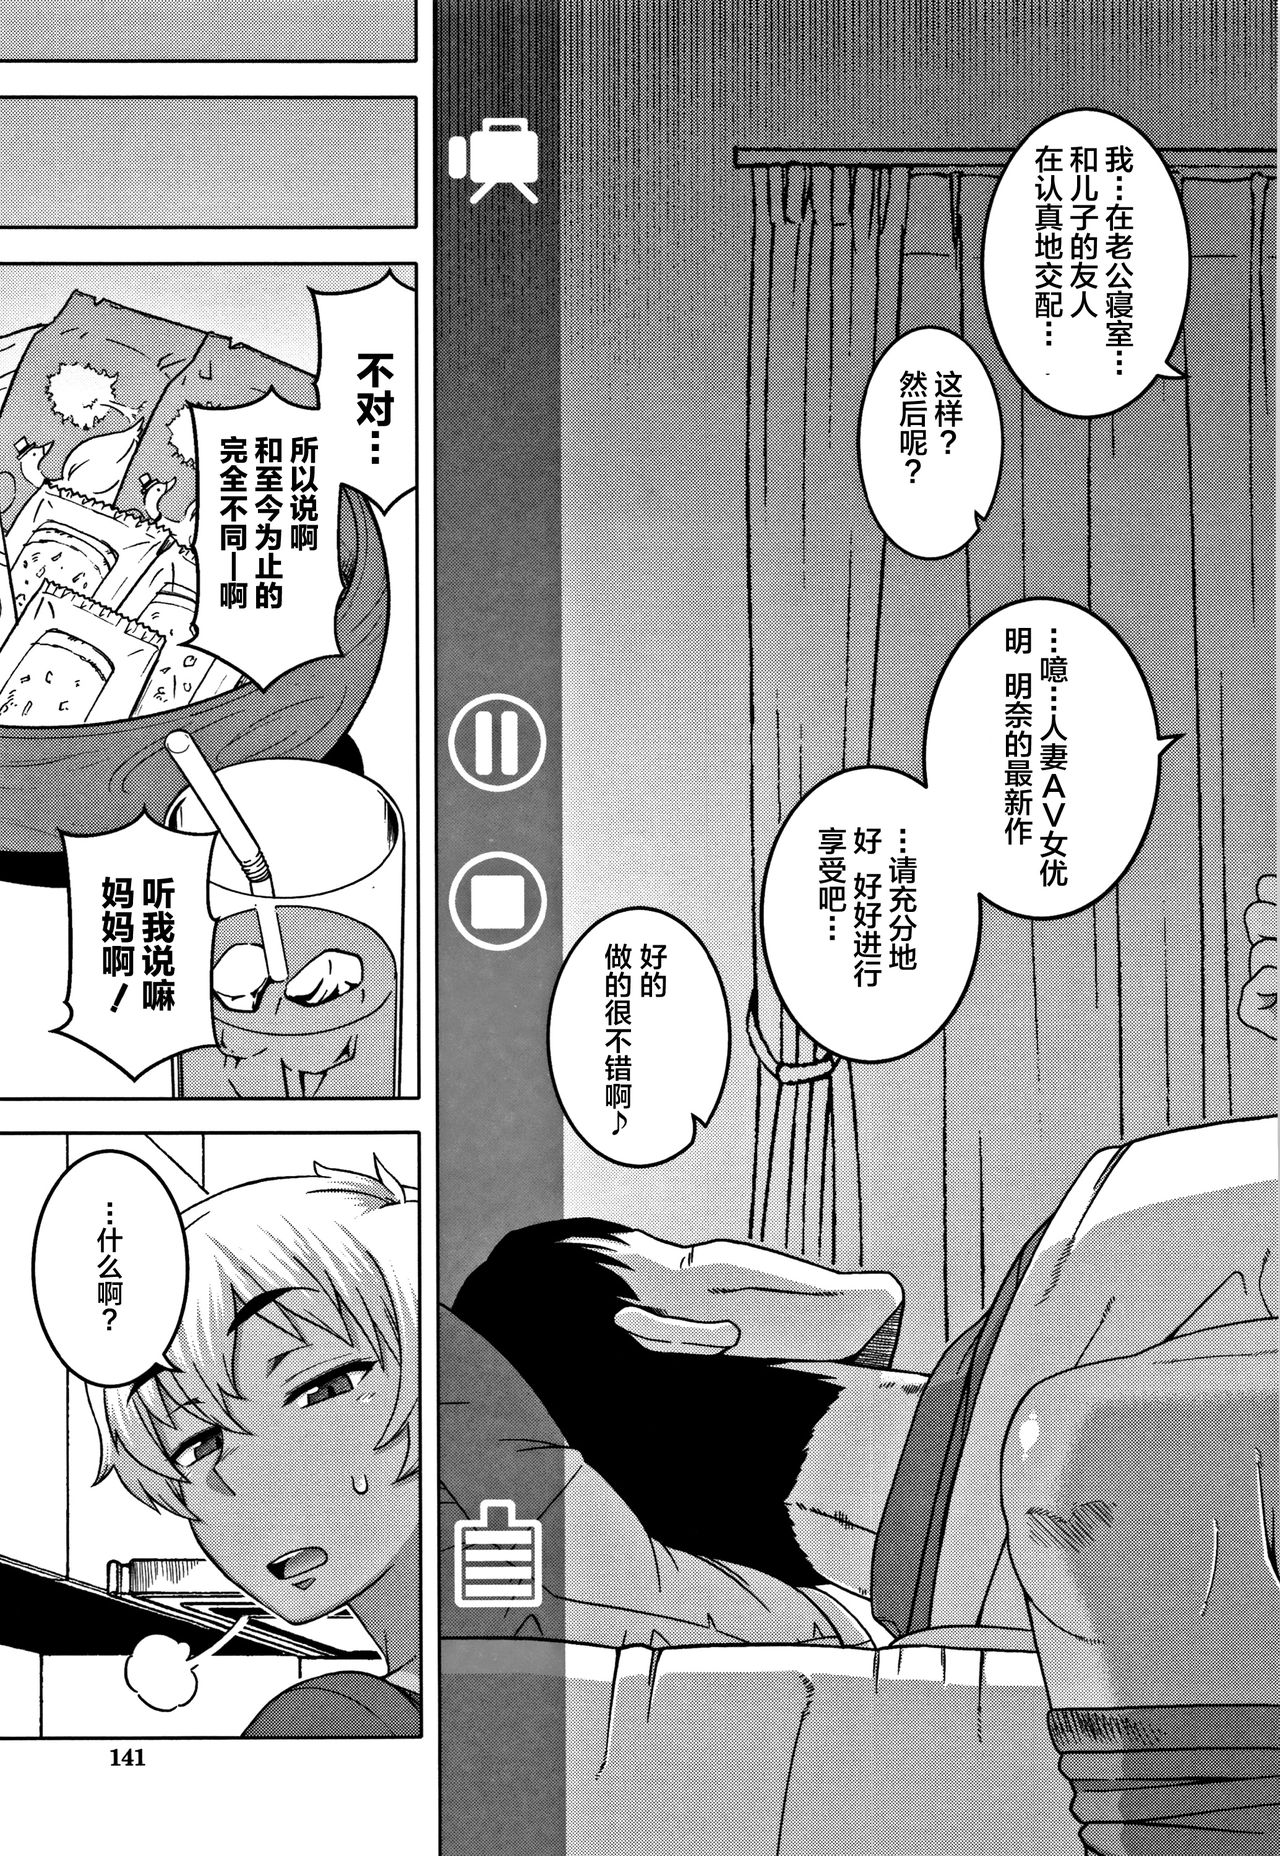 我…在老公寝室…
和儿子的友人
在认真地交配…
这样？
然后呢？
…噫…人妻AV女优
明 明奈的最新作
…请充分地
好 好好进行
享受吧…
好的
做的很不错啊♪
不对…
所以说啊
和至今为止的
完全不同—啊
听我说嘛
妈妈啊！
…什么啊？
141